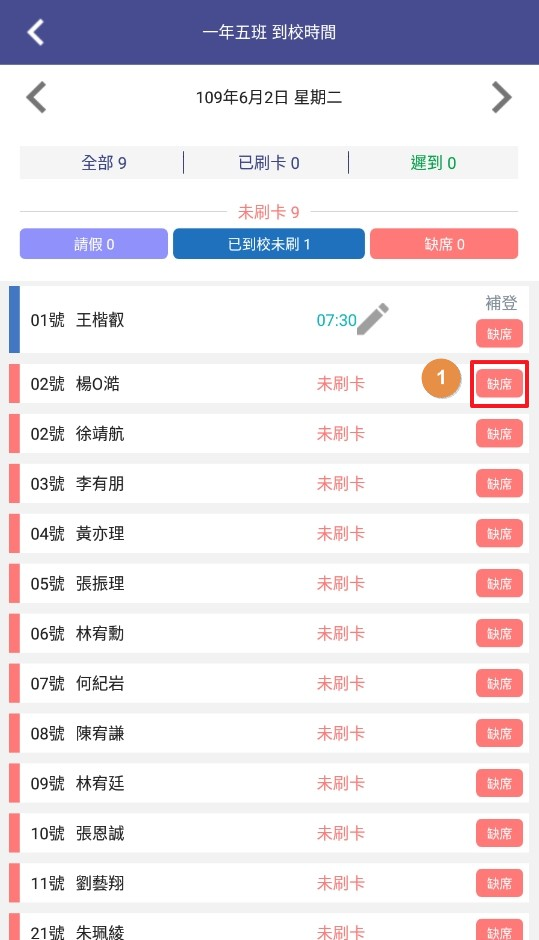 一年五班 到校時間
109年6月2日 星期二
全部 9 已刷卡 0 遲到 0
未刷卡 9
請假 0 已到校未刷 1 缺席 0
補登
01號 王楷叡 07:30 缺席
1
02號 楊O澔 未刷卡 缺席
02號 徐靖航 未刷卡 缺席
03號 李有朋 未刷卡 缺席
04號 黃亦理 未刷卡 缺席
05號 張振理 未刷卡 缺席
06號 林宥勳 未刷卡 缺席
07號 何紀岩 未刷卡 缺席
08號 陳宥謙 未刷卡 缺席
09號 林宥廷 未刷卡 缺席
10號 張恩誠 未刷卡 缺席
11號 劉藝翔 未刷卡 缺席
21號 朱珮綾 未刷卡 缺席